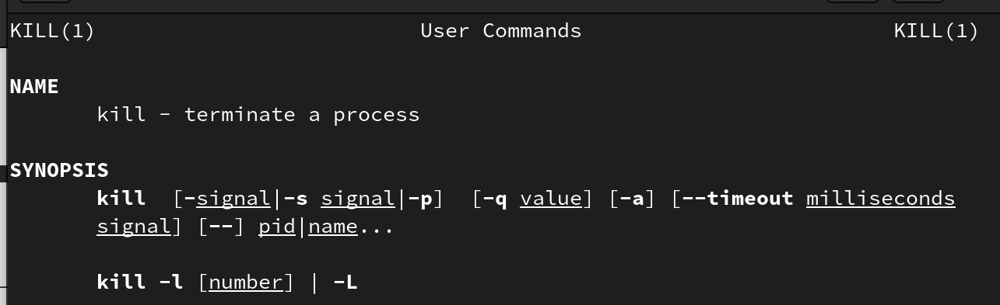 KILL(1) User Commands KILL(1)
NAME
kill - terminate a process
SYNOPSIS
kill [-signal|-s signal|-p] [-q value] [-a] [--timeout milliseconds
signal] [--] pid|name...
kill -l [number] | -L